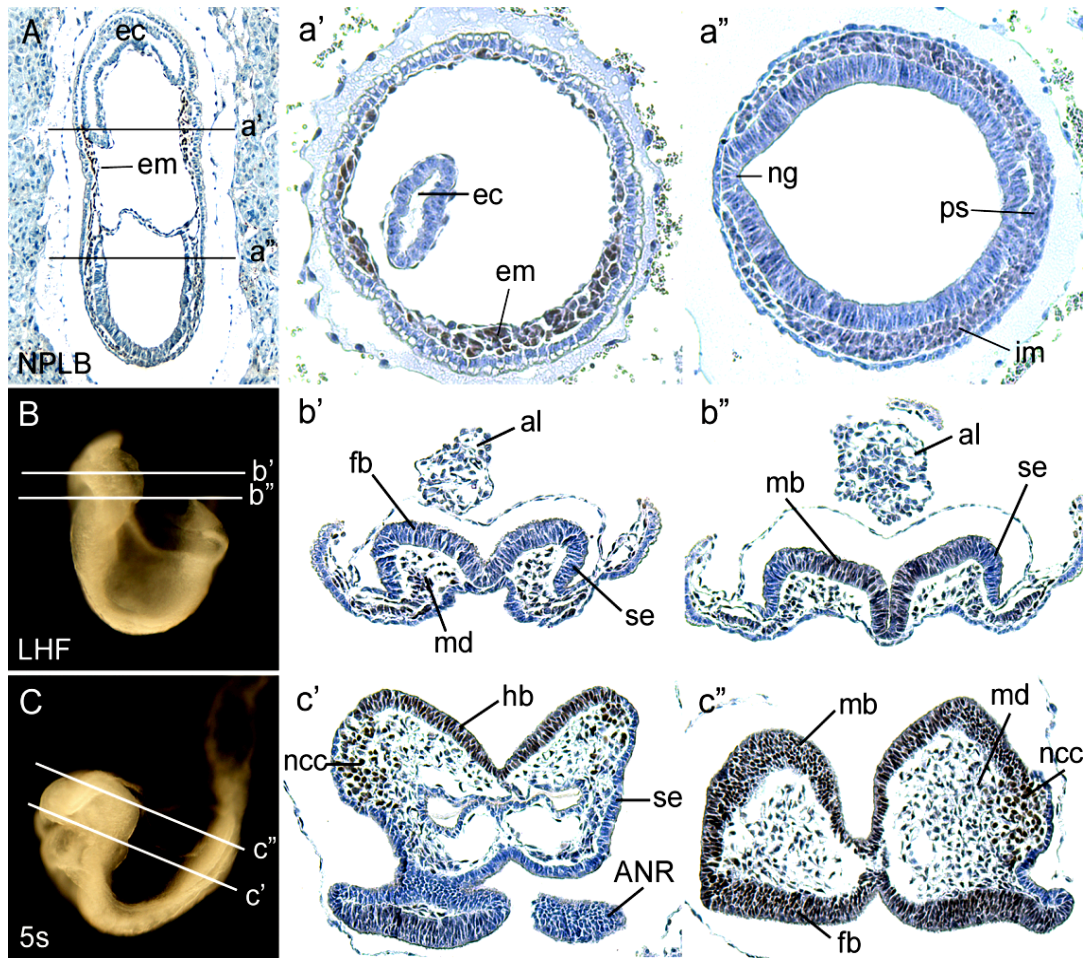 A
ec
a'
em
a"
NPLB
a'
ec
em
a"
ng
ps
im
B
b'
b"
LHF
b'
al
fb
se
md
b"
al
mb
se
C
c"
c'
5s
c'
hb
ncc
se
ANR
c"
mb
md
ncc
fb